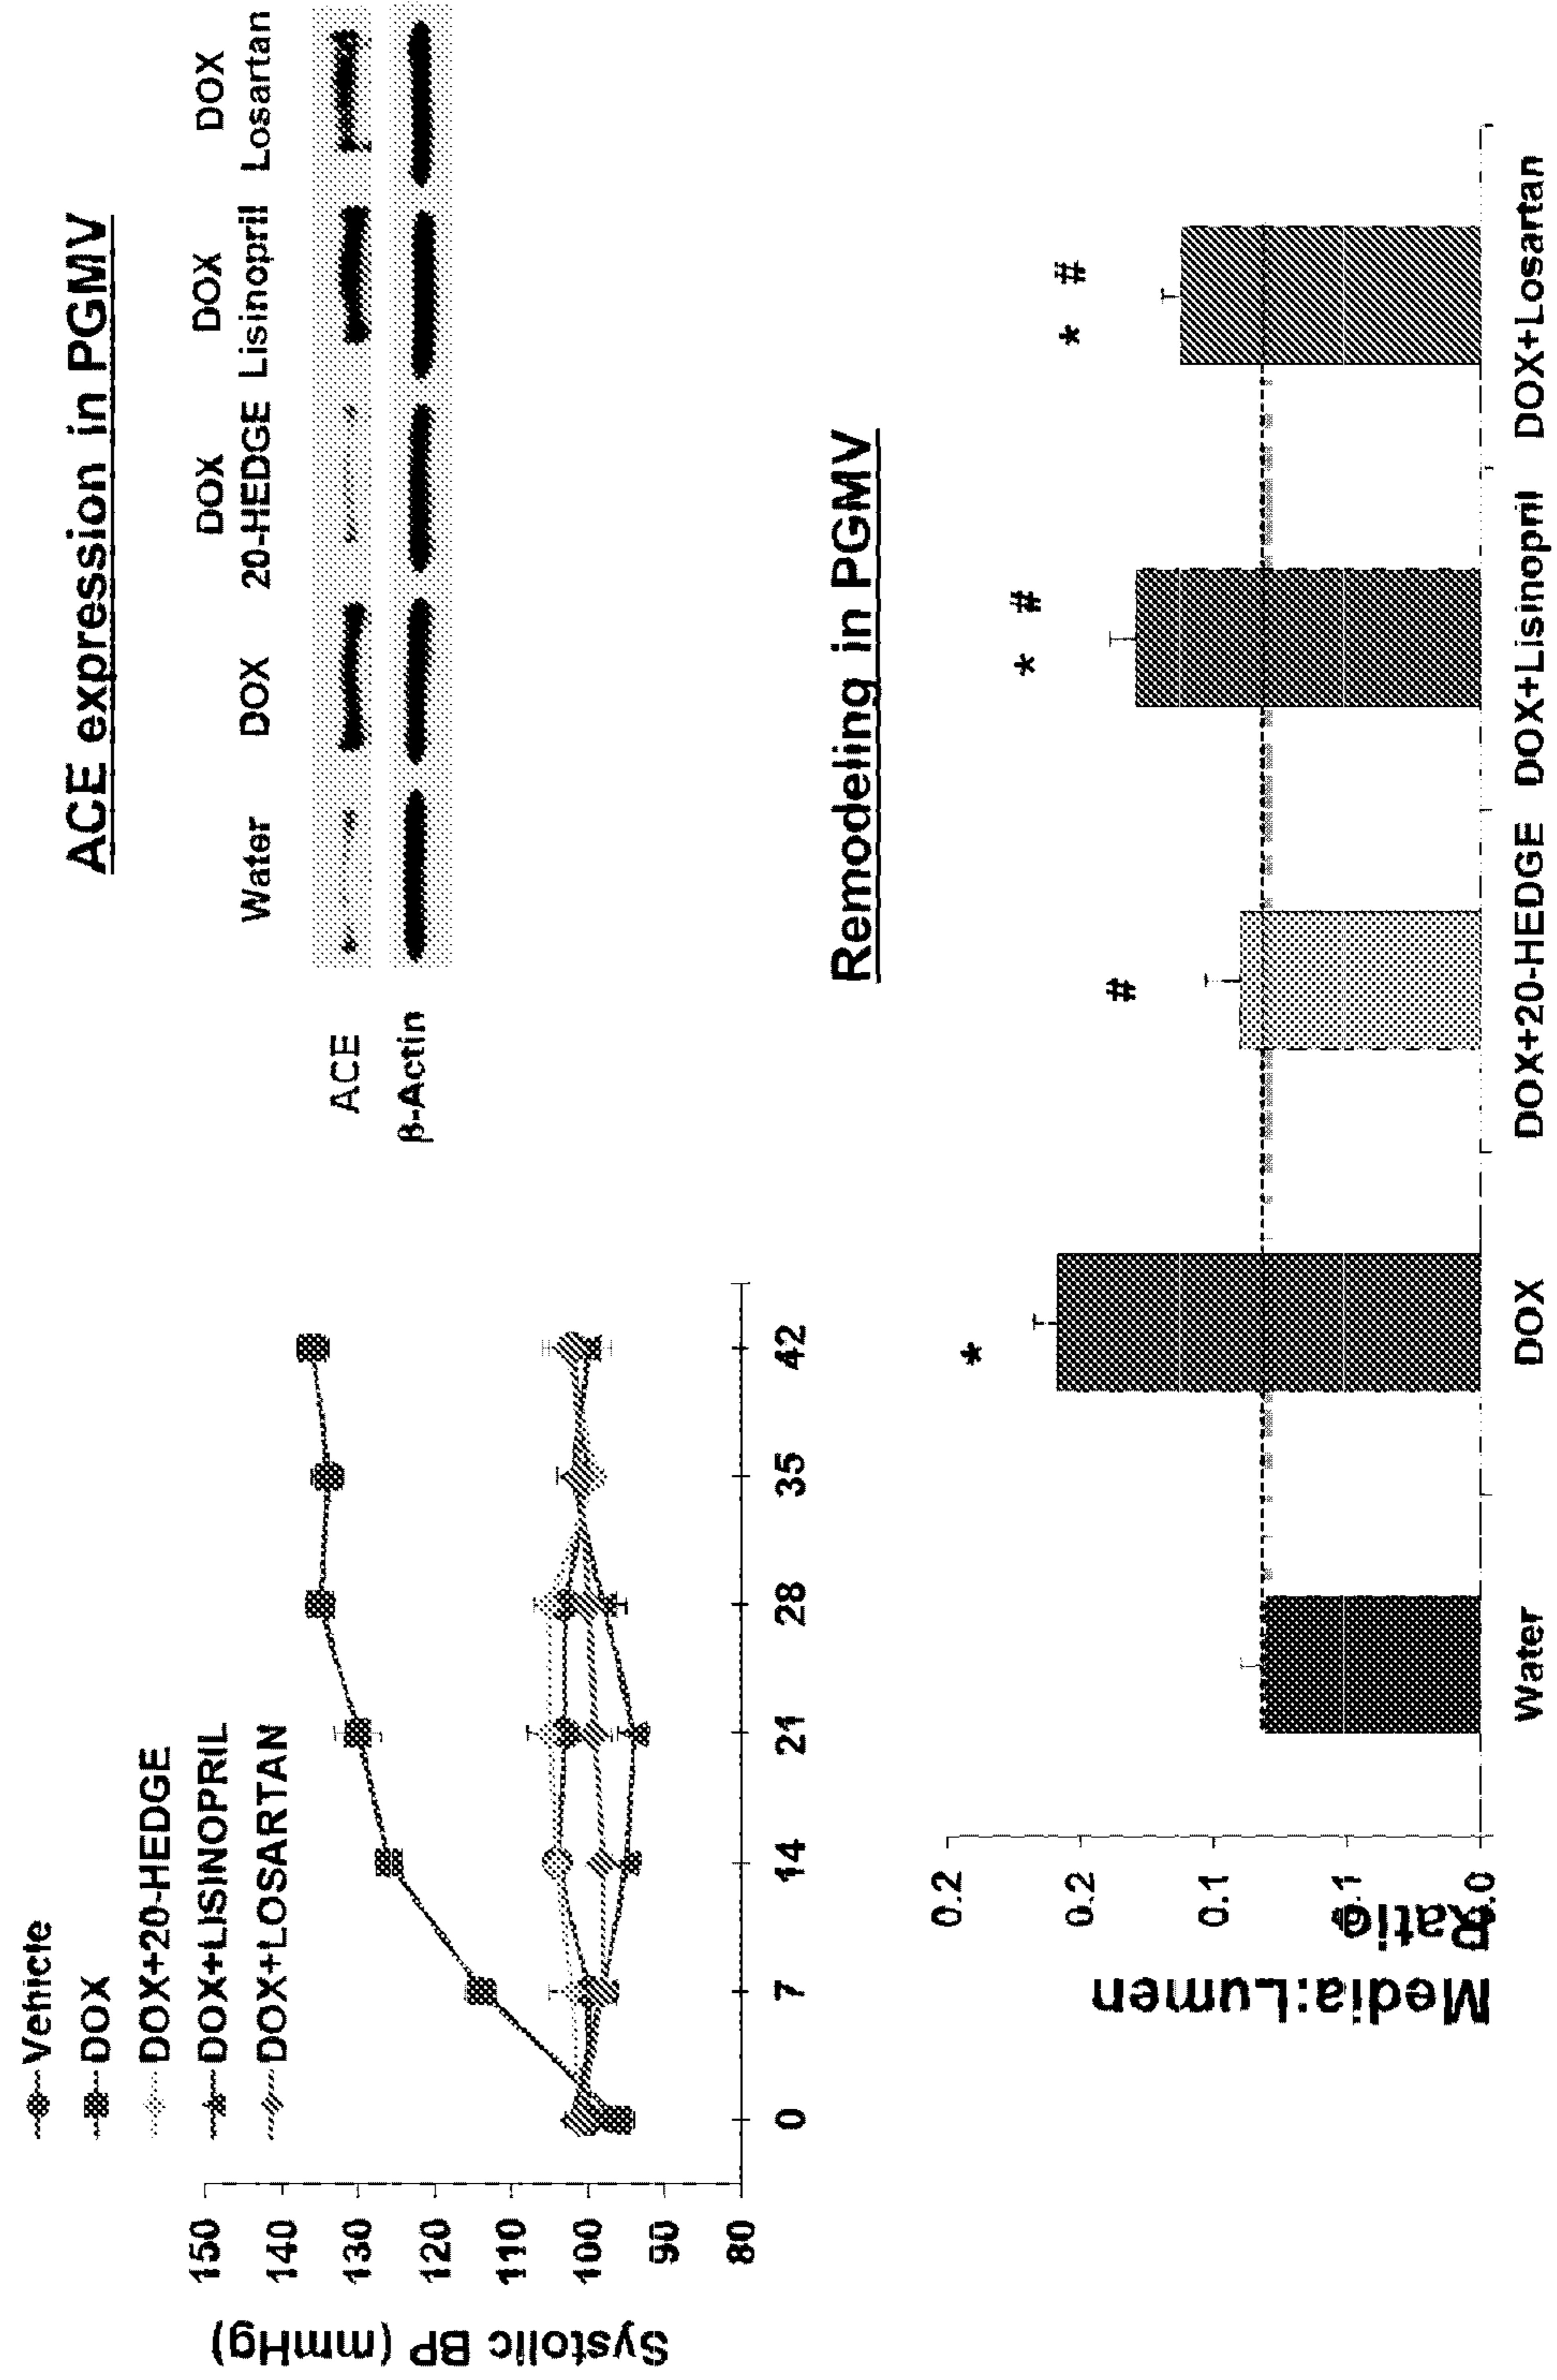 Vehicle
DOX
DOX+20-HEDGE
DOX+LISINOPRIL
DOX+LOSARTAN
Systolic BP (mmHg)
150
140
130
120
110
100
90
80
0 7 14 21 28 35 42
ACE expression in PGMV
Water DOX DOX DOX DOX
20-HEDGE Lisinopril Losartan
ACE
β-Actin
Remodeling in PGMV
Media:Lumen
Ratio
0.2
0.2
0.1
0.1
0.0
* # * # * #
Water DOX DOX+20-HEDGE DOX+Lisinopril DOX+Losartan